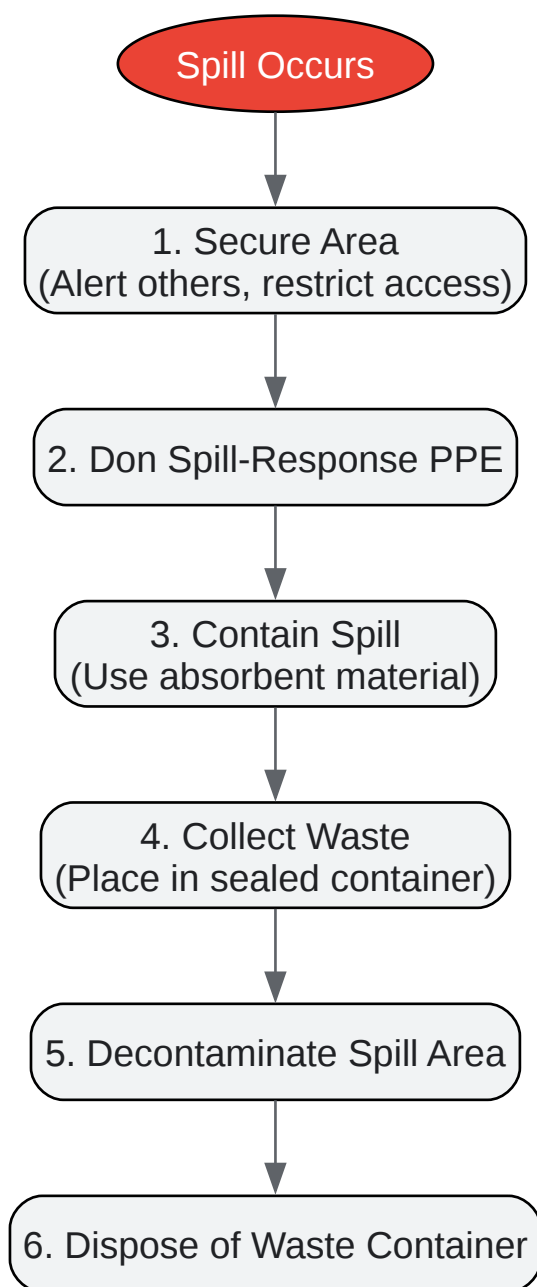 Spill Occurs
1. Secure Area
(Alert others, restrict access)
2. Don Spill-Response PPE
3. Contain Spill
(Use absorbent material)
4. Collect Waste
(Place in sealed container)
5. Decontaminate Spill Area
6. Dispose of Waste Container